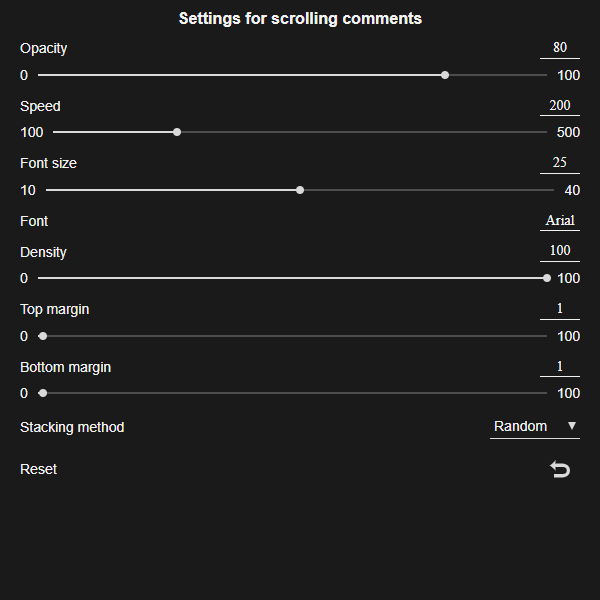 Settings for scrolling comments
Opacity 80
0 100
Speed 200
100 500
Font size 25
10 40
Font Arial
Density 100
0 100
Top margin 1
0 100
Bottom margin 1
0 100
Stacking method Random ▼
Reset